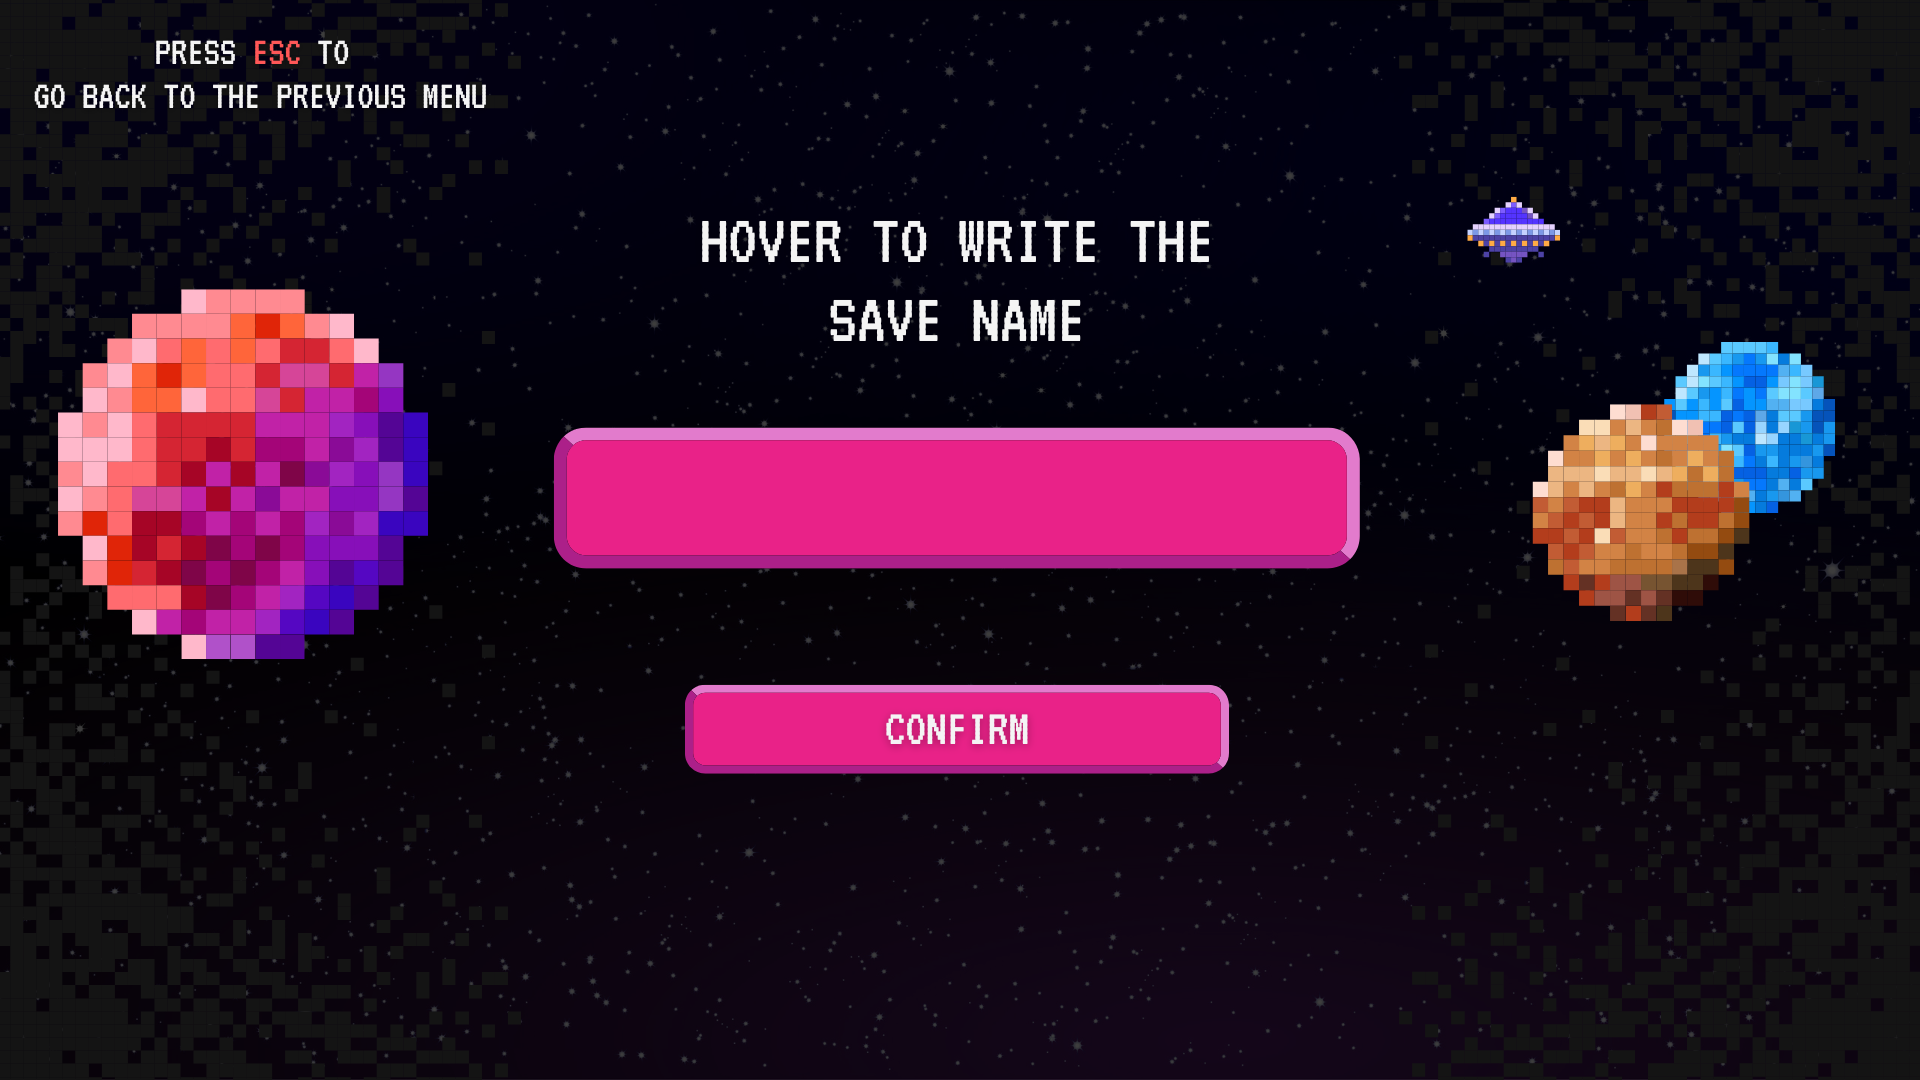 PRESS ESC TO
GO BACK TO THE PREVIOUS MENU
HOVER TO WRITE THE
SAVE NAME
CONFIRM